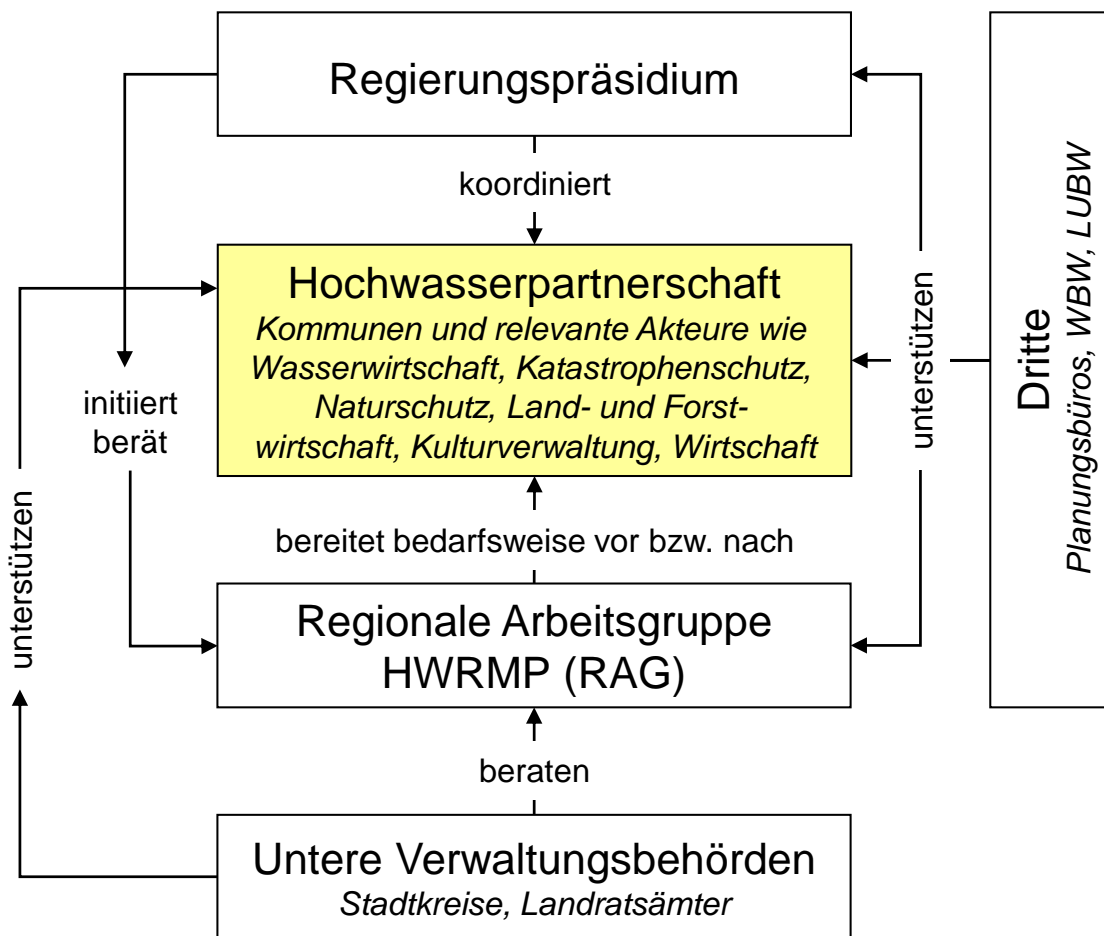 Regierungspräsidium
koordiniert
Hochwasserpartnerschaft
Kommunen und relevante Akteure wie
Wasserwirtschaft, Katastrophenschutz,
Naturschutz, Land- und Forst-
wirtschaft, Kulturverwaltung, Wirtschaft
initiiert
berät
unterstützen
bereitet bedarfsweise vor bzw. nach
Regionale Arbeitsgruppe
HWRMP (RAG)
beraten
Untere Verwaltungsbehörden
Stadtkreise, Landratsämter
unterstützen
Dritte
Planungsbüros, WBW, LUBW